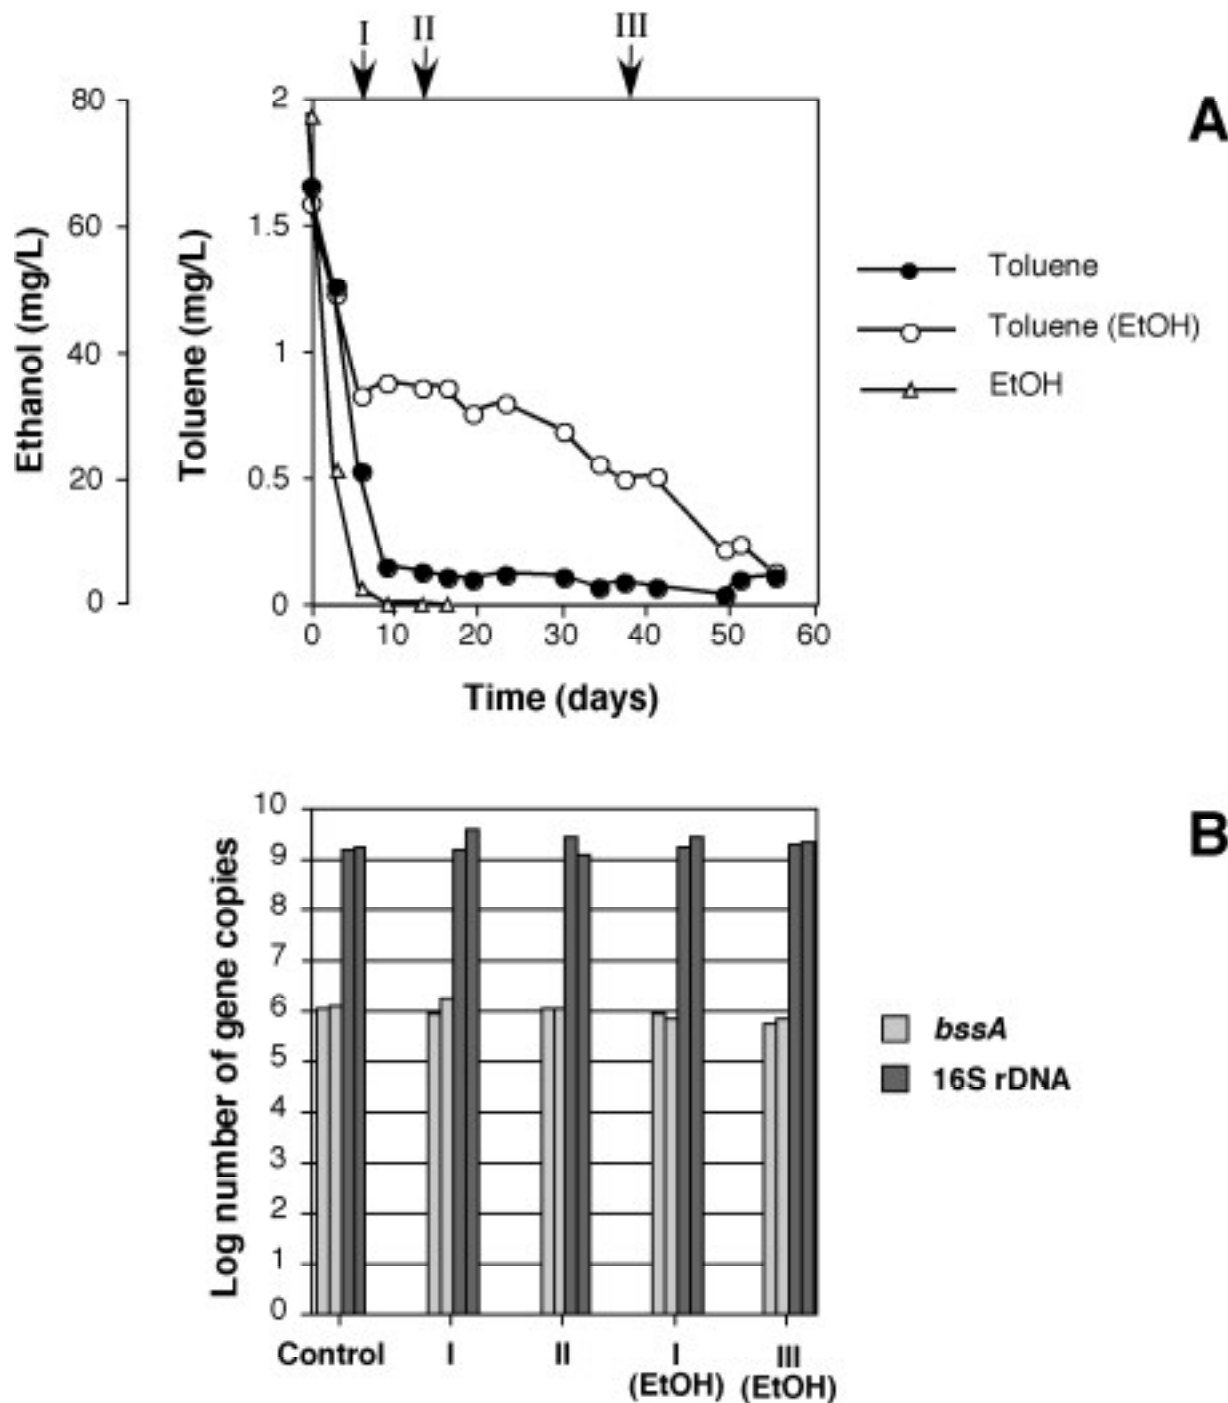 I II III
A
Ethanol (mg/L)
80
60
40
20
0
Toluene (mg/L)
2
1.5
1
0.5
0
0 10 20 30 40 50 60
Time (days)
Toluene
Toluene (EtOH)
EtOH
B
Log number of gene copies
10
9
8
7
6
5
4
3
2
1
0
Control I II I III
(EtOH) (EtOH)
bssA
16S rDNA